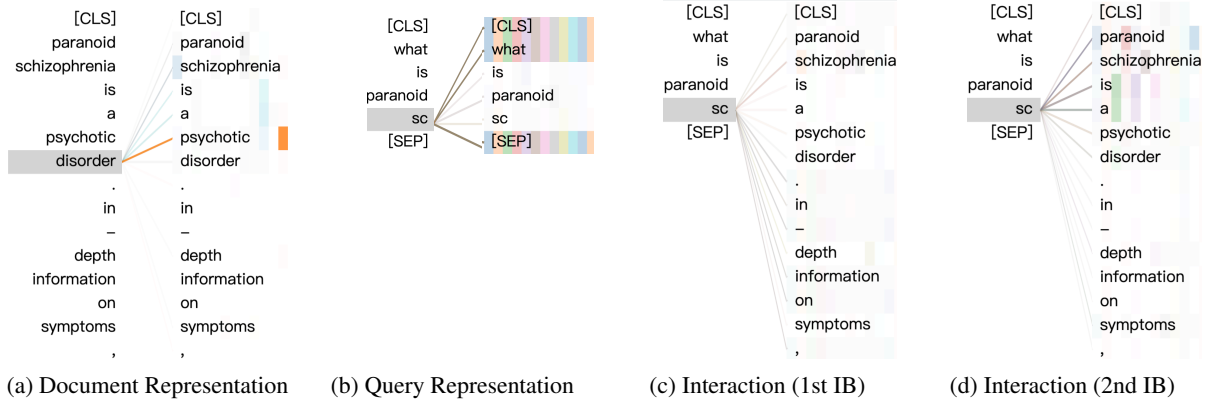 [CLS] [CLS]
paranoid paranoid
schizophrenia schizophrenia
is is
a a
psychotic psychotic
disorder disorder
. .
in in
– –
depth depth
information information
on on
symptoms symptoms
, ,
(a) Document Representation
[CLS] [CLS]
what what
is is
paranoid paranoid
sc sc
[SEP] [SEP]
(b) Query Representation
[CLS] [CLS]
what paranoid
is schizophrenia
paranoid is
sc a
[SEP] psychotic
disorder
.
in
–
depth
information
on
symptoms
,
(c) Interaction (1st IB)
[CLS] [CLS]
what paranoid
is schizophrenia
paranoid is
sc a
[SEP] psychotic
disorder
.
in
–
depth
information
on
symptoms
,
(d) Interaction (2nd IB)